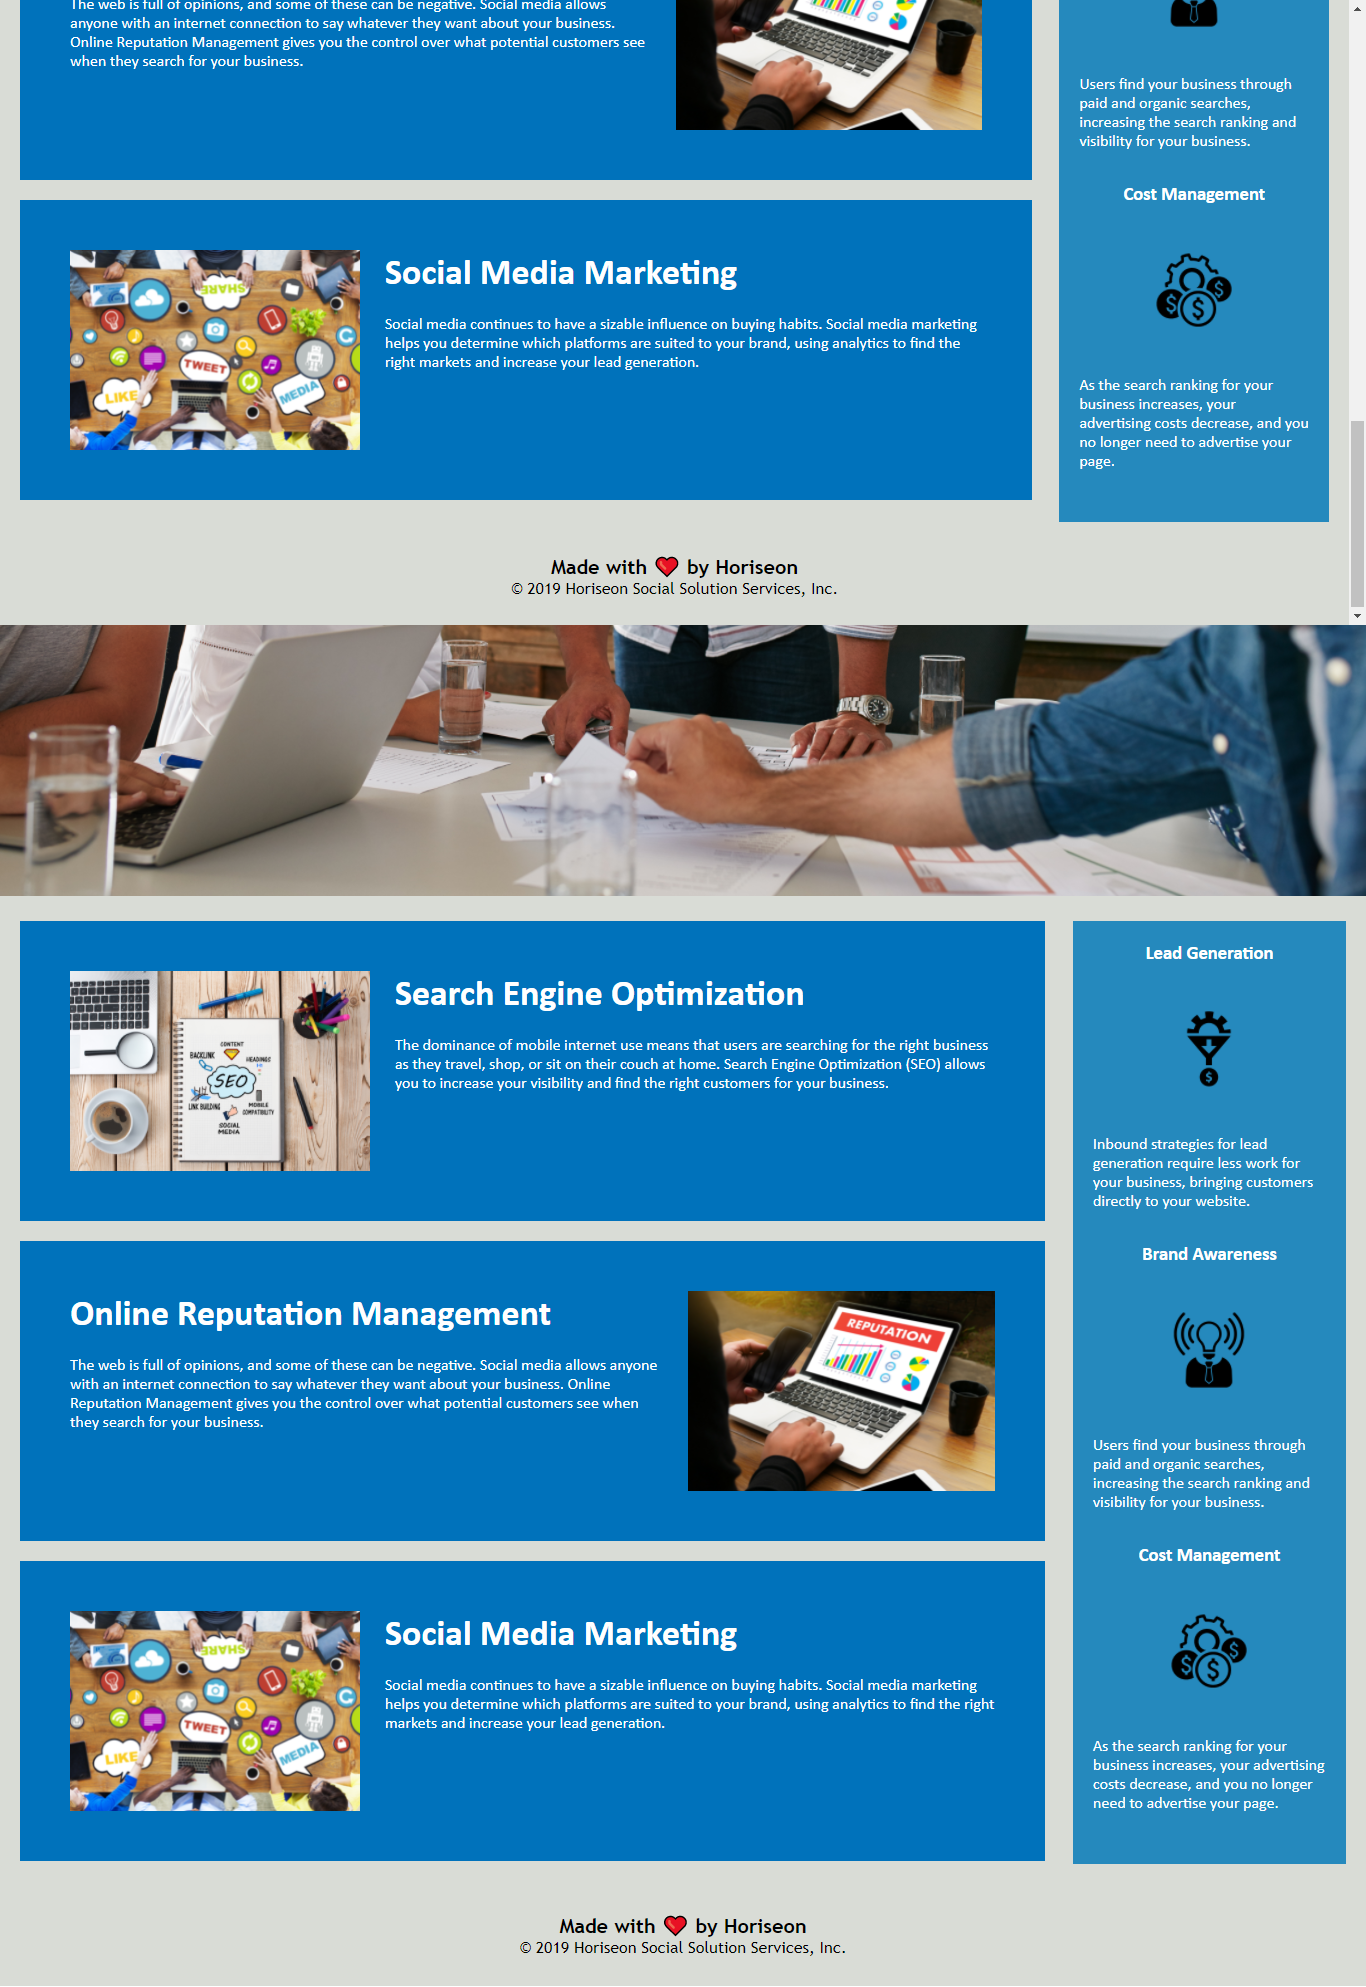 The web is full of opinions, and some of these can be negative. Social media allows
anyone with an internet connection to say whatever they want about your business.
Online Reputation Management gives you the control over what potential customers see
when they search for your business.
Users find your business through
paid and organic searches,
increasing the search ranking and
visibility for your business.
Cost Management
As the search ranking for your
business increases, your
advertising costs decrease, and you
no longer need to advertise your
page.
SHARE
TWEET
LIKE
MEDIA
Social Media Marketing
Social media continues to have a sizable influence on buying habits. Social media marketing
helps you determine which platforms are suited to your brand, using analytics to find the
right markets and increase your lead generation.
Made with ❤️ by Horiseon
© 2019 Horiseon Social Solution Services, Inc.
CONTENT
BACKLINK
HEADINGS
SEO
LINK BUILDING
MOBILE
COMPATIBILITY
SOCIAL
MEDIA
Search Engine Optimization
The dominance of mobile internet use means that users are searching for the right business
as they travel, shop, or sit on their couch at home. Search Engine Optimization (SEO) allows
you to increase your visibility and find the right customers for your business.
Online Reputation Management
The web is full of opinions, and some of these can be negative. Social media allows anyone
with an internet connection to say whatever they want about your business. Online
Reputation Management gives you the control over what potential customers see when
they search for your business.
REPUTATION
SHARE
TWEET
LIKE
MEDIA
Social Media Marketing
Social media continues to have a sizable influence on buying habits. Social media marketing
helps you determine which platforms are suited to your brand, using analytics to find the right
markets and increase your lead generation.
Lead Generation
$
Inbound strategies for lead
generation require less work for
your business, bringing customers
directly to your website.
Brand Awareness
Users find your business through
paid and organic searches,
increasing the search ranking and
visibility for your business.
Cost Management
$ $ $
As the search ranking for your
business increases, your advertising
costs decrease, and you no longer
need to advertise your page.
Made with ❤️ by Horiseon
© 2019 Horiseon Social Solution Services, Inc.